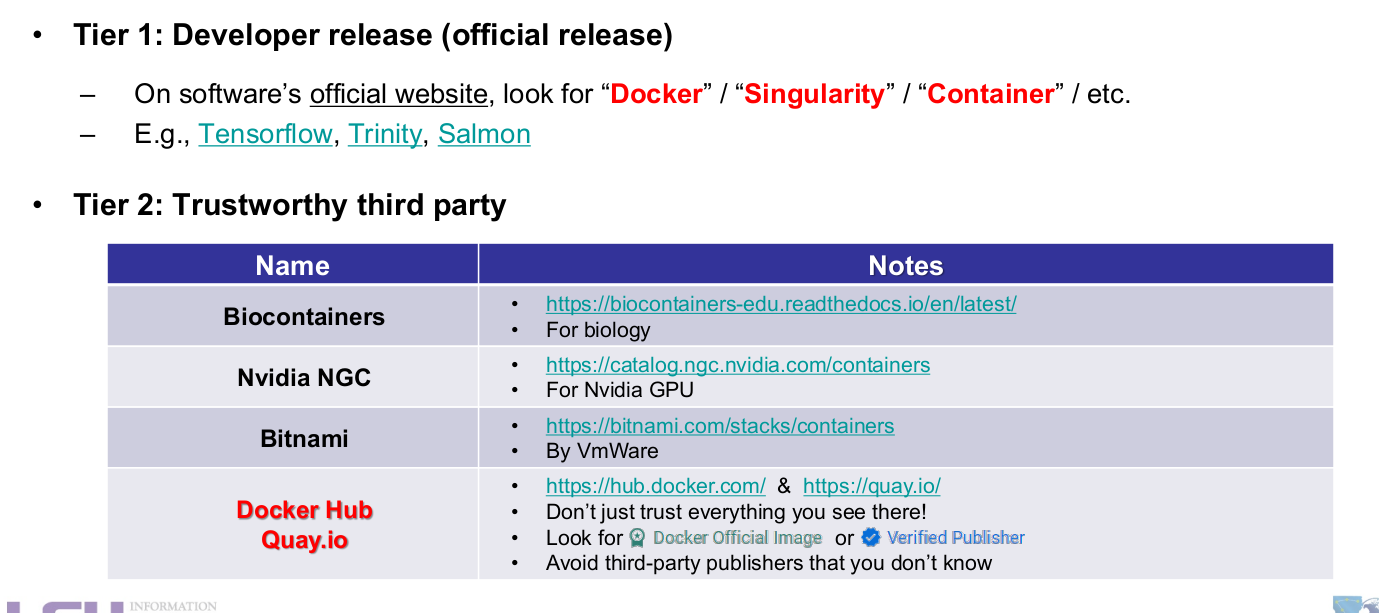 • Tier 1: Developer release (official release)
– On software’s official website, look for “Docker” / “Singularity” / “Container” / etc.
– E.g., Tensorflow, Trinity, Salmon
• Tier 2: Trustworthy third party
Name Notes
Biocontainers
• https://biocontainers-edu.readthedocs.io/en/latest/
• For biology
Nvidia NGC
• https://catalog.ngc.nvidia.com/containers
• For Nvidia GPU
Bitnami
• https://bitnami.com/stacks/containers
• By VmWare
Docker Hub
Quay.io
• https://hub.docker.com/ & https://quay.io/
• Don’t just trust everything you see there!
• Look for Docker Official Image or Verified Publisher
• Avoid third-party publishers that you don’t know
INFORMATION